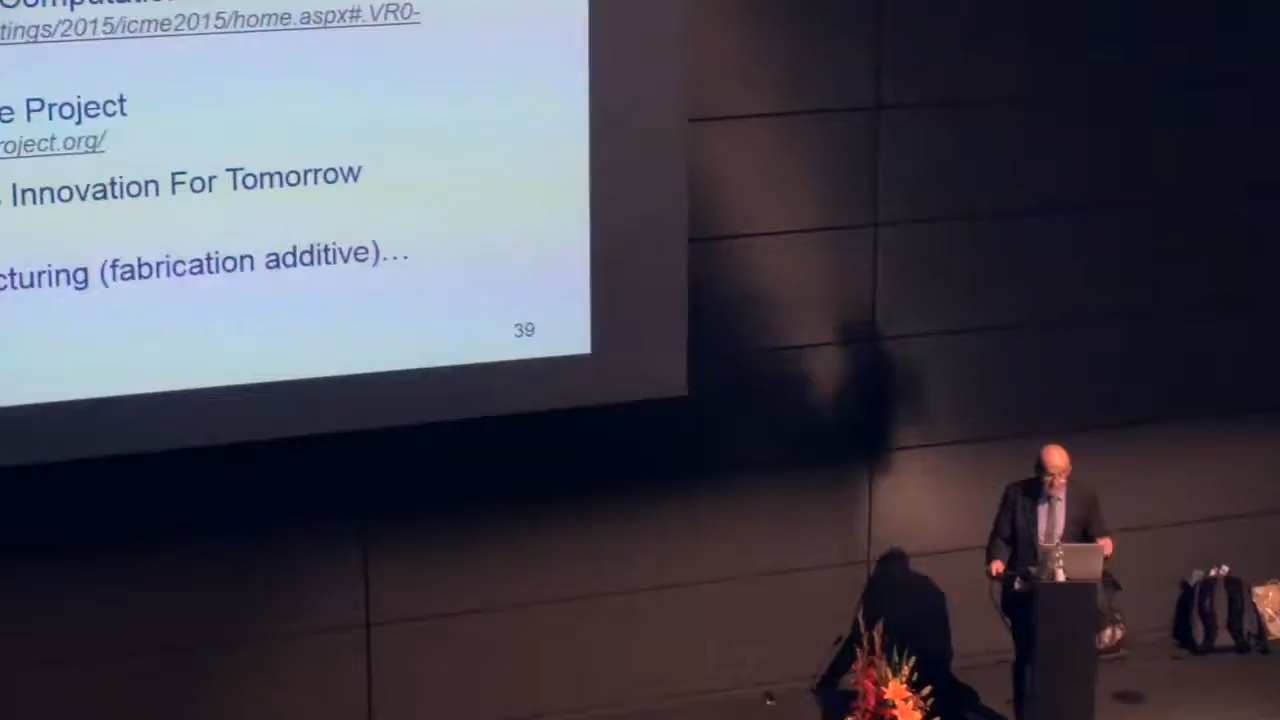 tings/2015/icme2015/home.aspx#.VR0-
e Project
roject.org/
Innovation For Tomorrow
cturing (fabrication additive)...
39